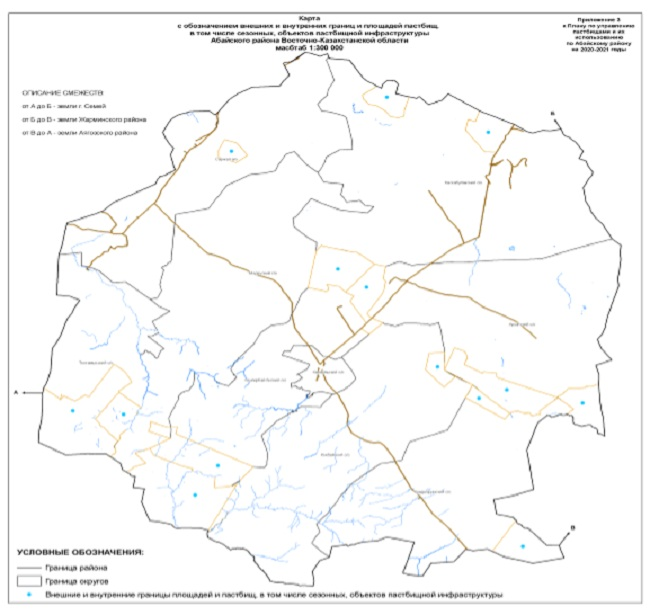 Карта
с обозначением внешних и внутренних границ и площадей пастбищ,
в том числе сезонных, объектов пастбищной инфраструктуры
Абайского района Восточно-Казахстанской области
масштаб 1:300 000
Приложение 3
к Плану по управлению
пастбищами и их
использованию
по Абайскому району
на 2020-2021 годы
ОПИСАНИЕ СМЕЖЕСТВ:
от А до Б - земли г. Семей
от Б до В - земли Жарминского района
от В до А - земли Аягозского района
Б
А
В
УСЛОВНЫЕ ОБОЗНАЧЕНИЯ:
Граница района
Граница округов
Внешние и внутренние границы площадей и пастбищ, в том числе сезонных, объектов пастбищной инфраструктуры